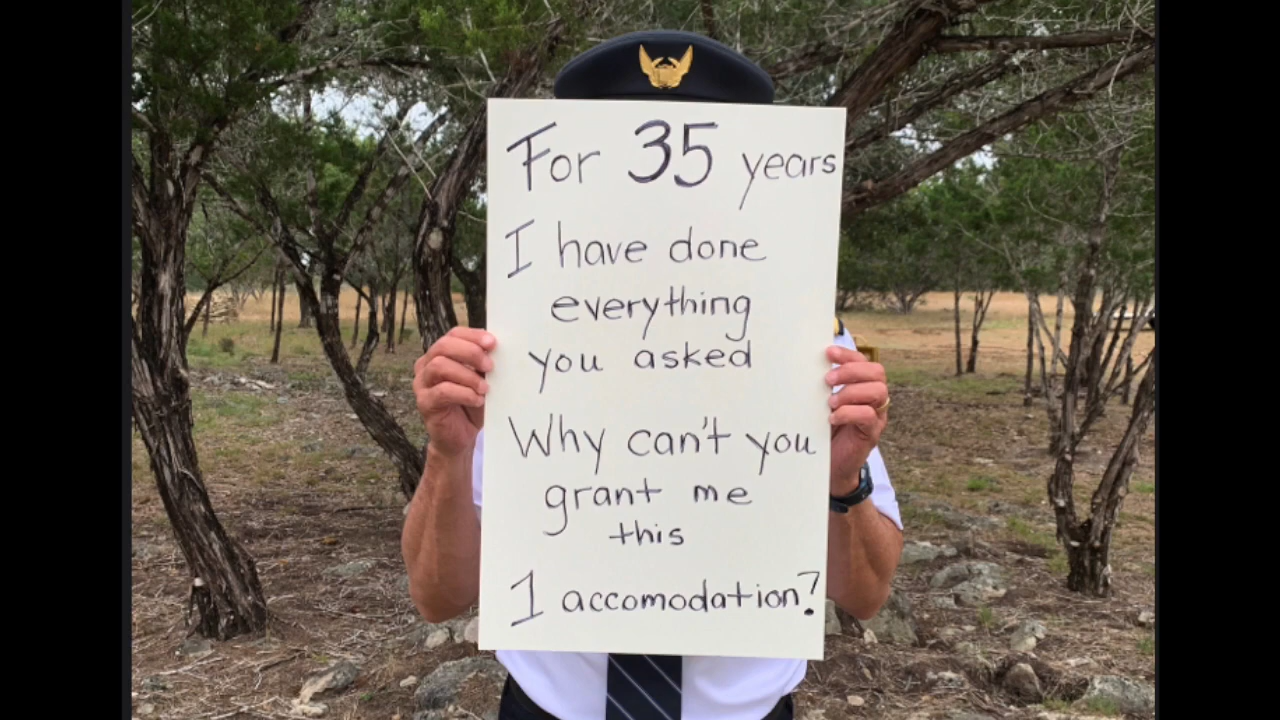 For 35 years
I have done
everything
you asked
Why can't you
grant me
this
1 accomodation?